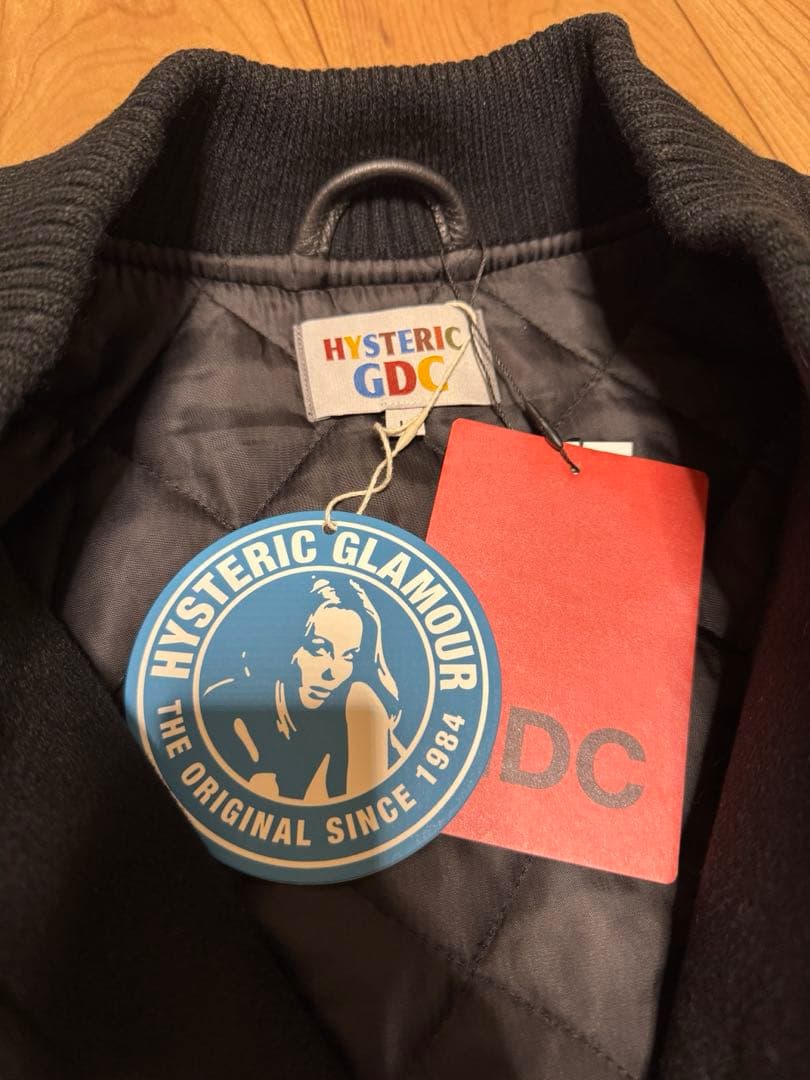 HYSTERIC
GDC
HYSTERIC GLAMOUR
THE ORIGINAL SINCE 1984
DC